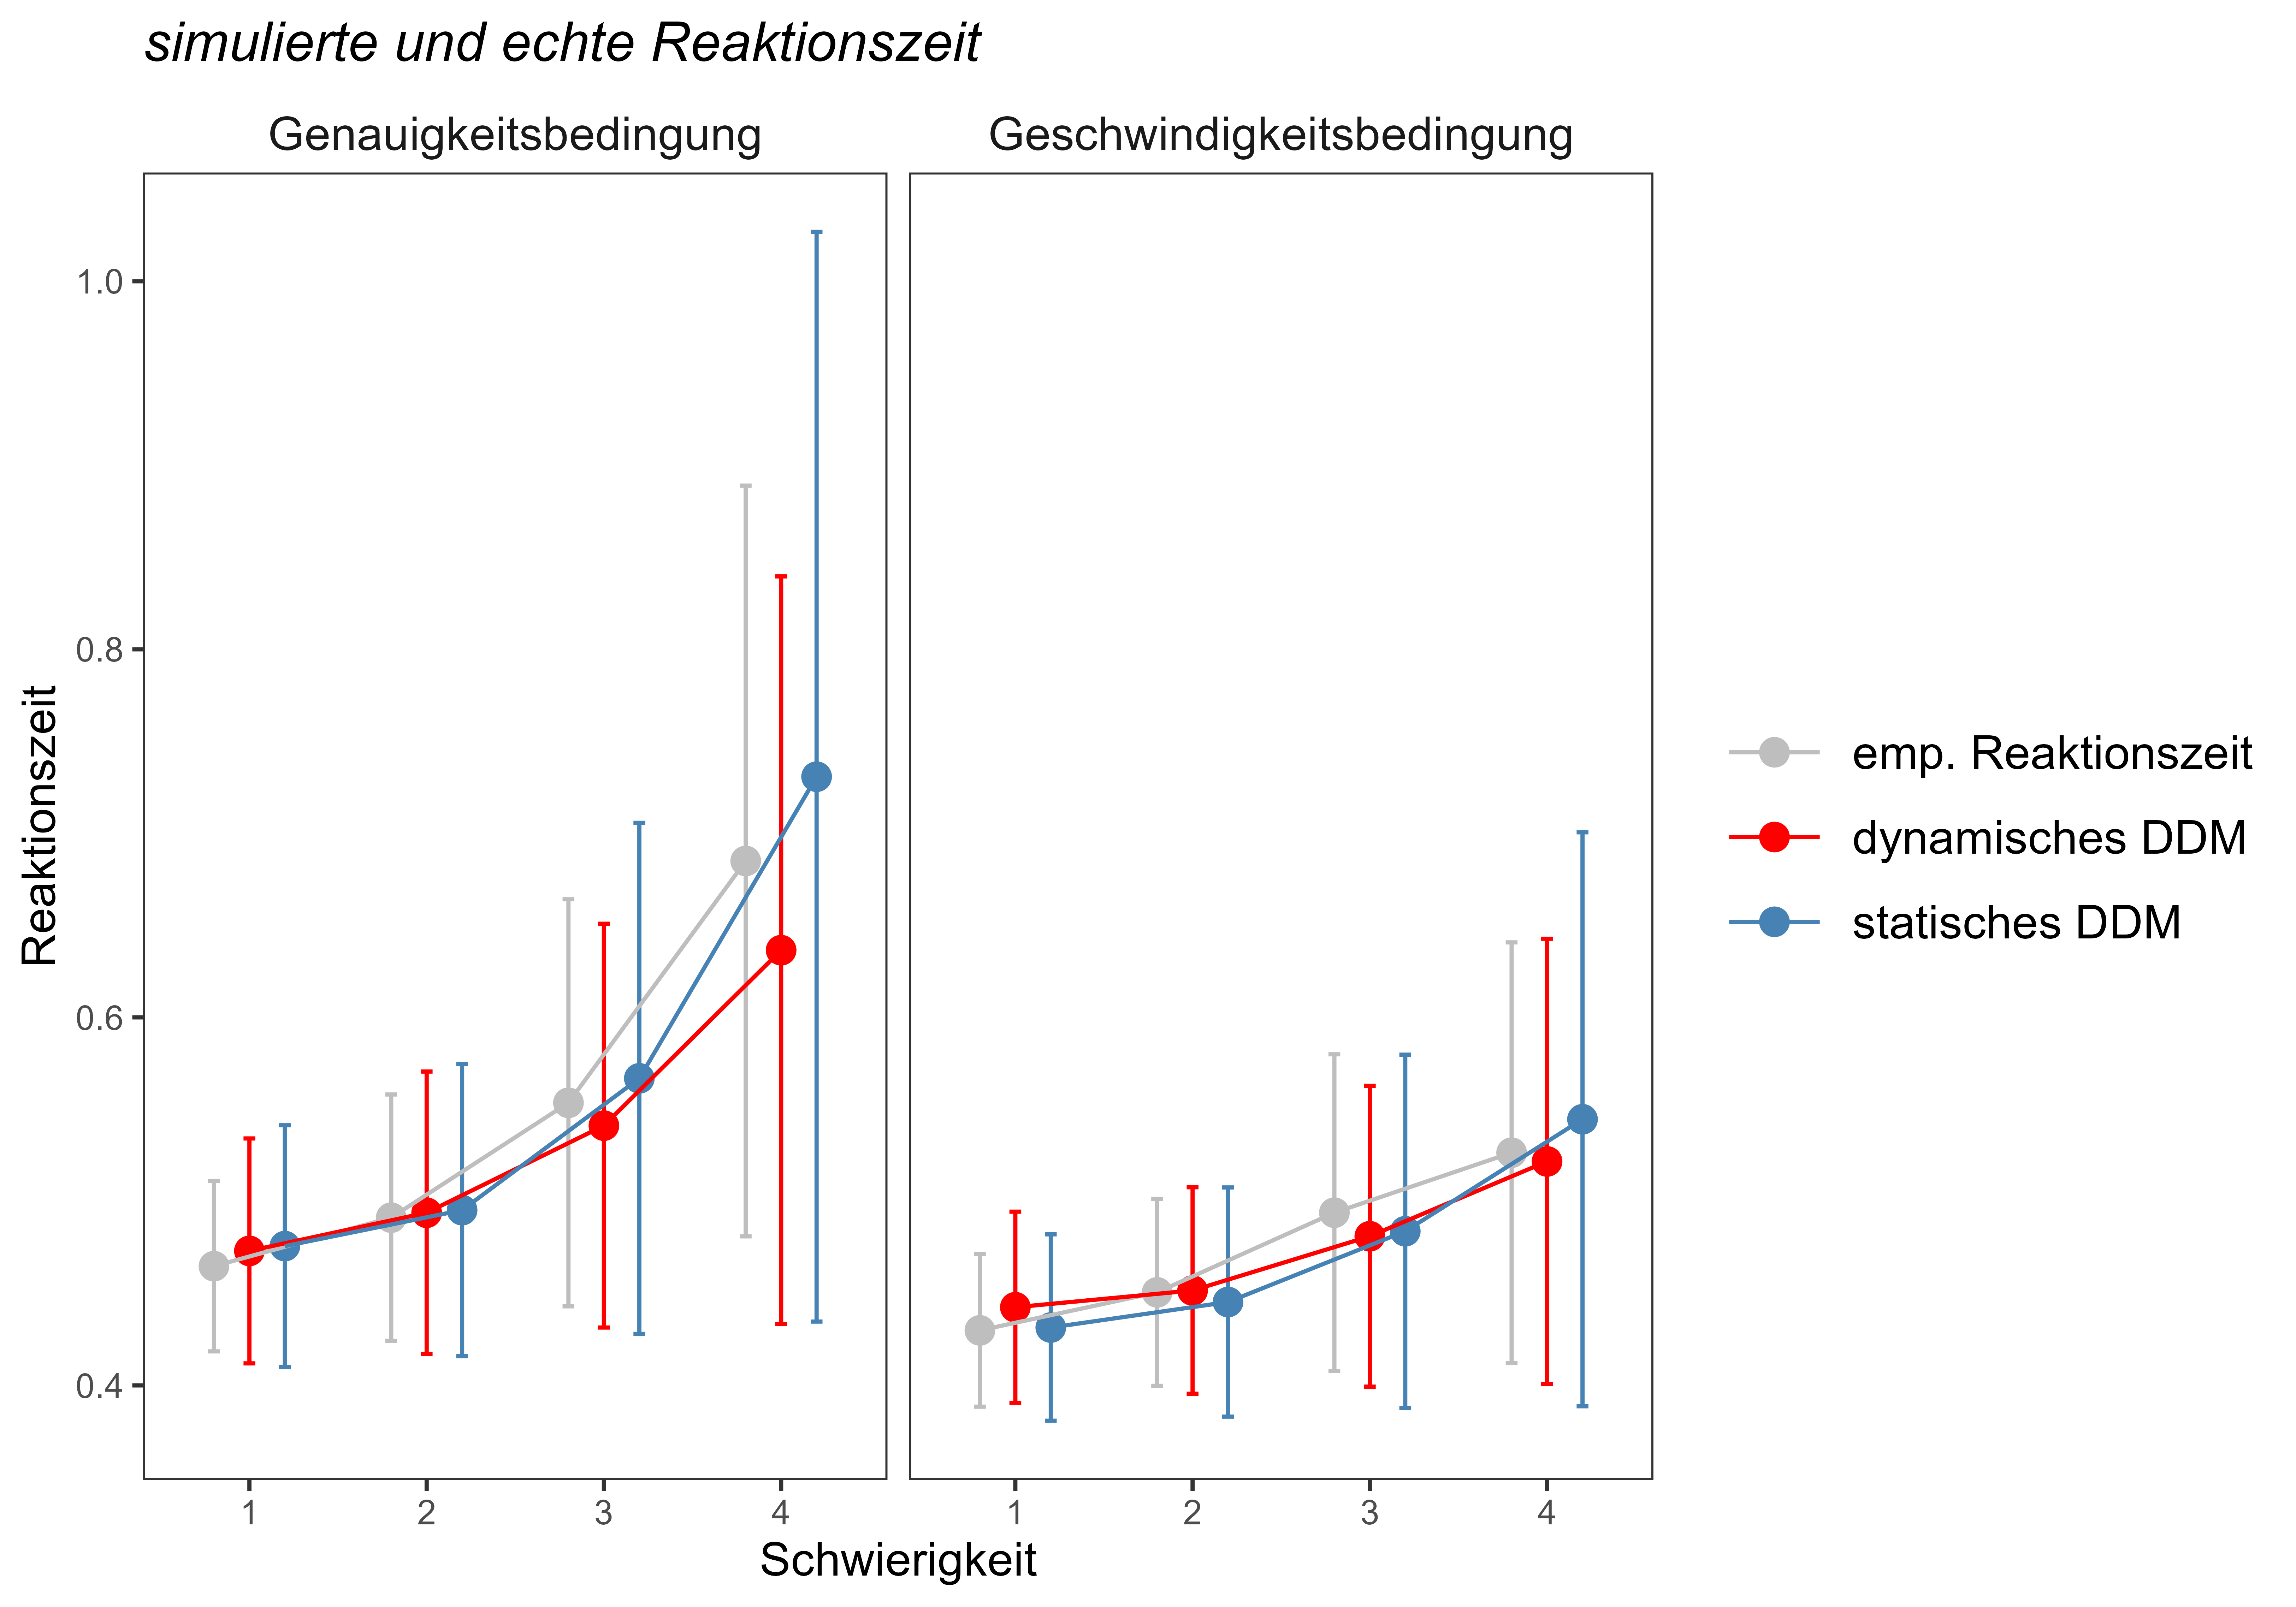 simulierte und echte Reaktionszeit
Genauigkeitsbedingung
Geschwindigkeitsbedingung
1.0
0.8
0.6
0.4
Reaktionszeit
1
2
3
4
1
2
3
4
Schwierigkeit
emp. Reaktionszeit
dynamisches DDM
statisches DDM